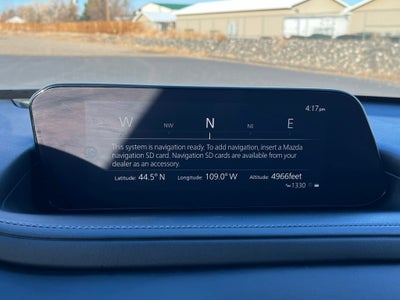 4:17 pm
W NW N NE E
This system is navigation ready. To add navigation, insert a Mazda
navigation SD card. Navigation SD cards are available from your
dealer as an accessory.
Latitude: 44.5° N Longitude: 109.0° W Altitude: 4966feet
1330